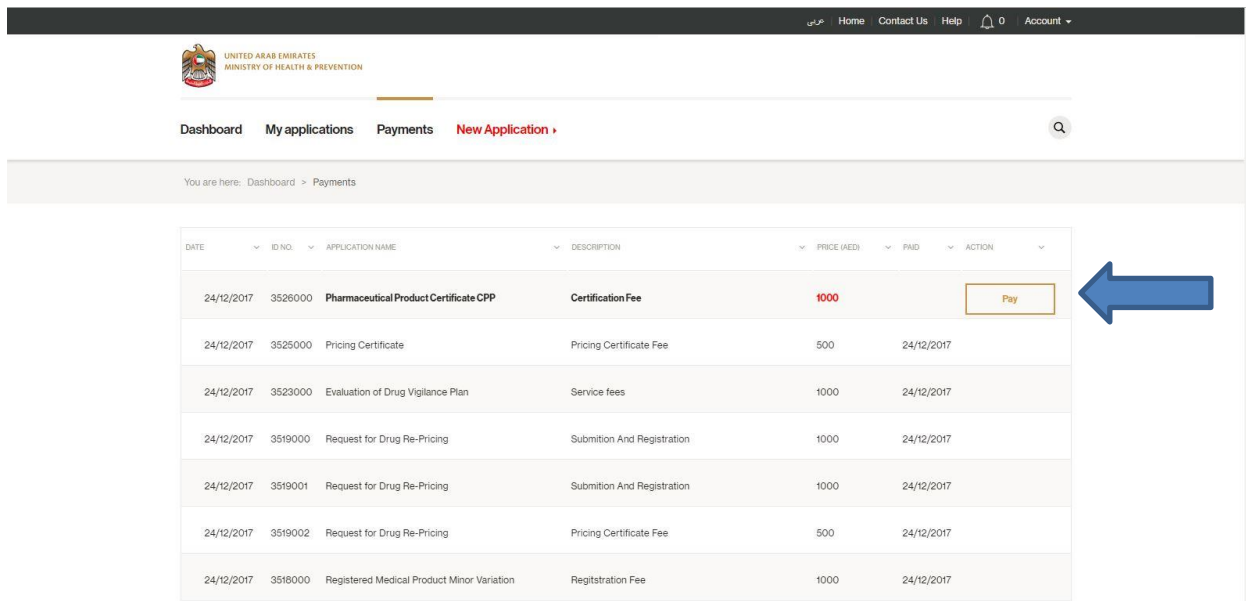 عربي Home Contact Us Help 0 Account
UNITED ARAB EMIRATES
MINISTRY OF HEALTH & PREVENTION
Dashboard My applications Payments New Application
You are here: Dashboard > Payments
DATE ID NO. APPLICATION NAME DESCRIPTION PRICE (AED) PAID ACTION
24/12/2017 3526000 Pharmaceutical Product Certificate CPP Certification Fee 1000 Pay
24/12/2017 3525000 Pricing Certificate Pricing Certificate Fee 500 24/12/2017
24/12/2017 3523000 Evaluation of Drug Vigilance Plan Service fees 1000 24/12/2017
24/12/2017 3519000 Request for Drug Re-Pricing Submition And Registration 1000 24/12/2017
24/12/2017 3519001 Request for Drug Re-Pricing Submition And Registration 1000 24/12/2017
24/12/2017 3519002 Request for Drug Re-Pricing Pricing Certificate Fee 500 24/12/2017
24/12/2017 3518000 Registered Medical Product Minor Variation Regitstration Fee 1000 24/12/2017